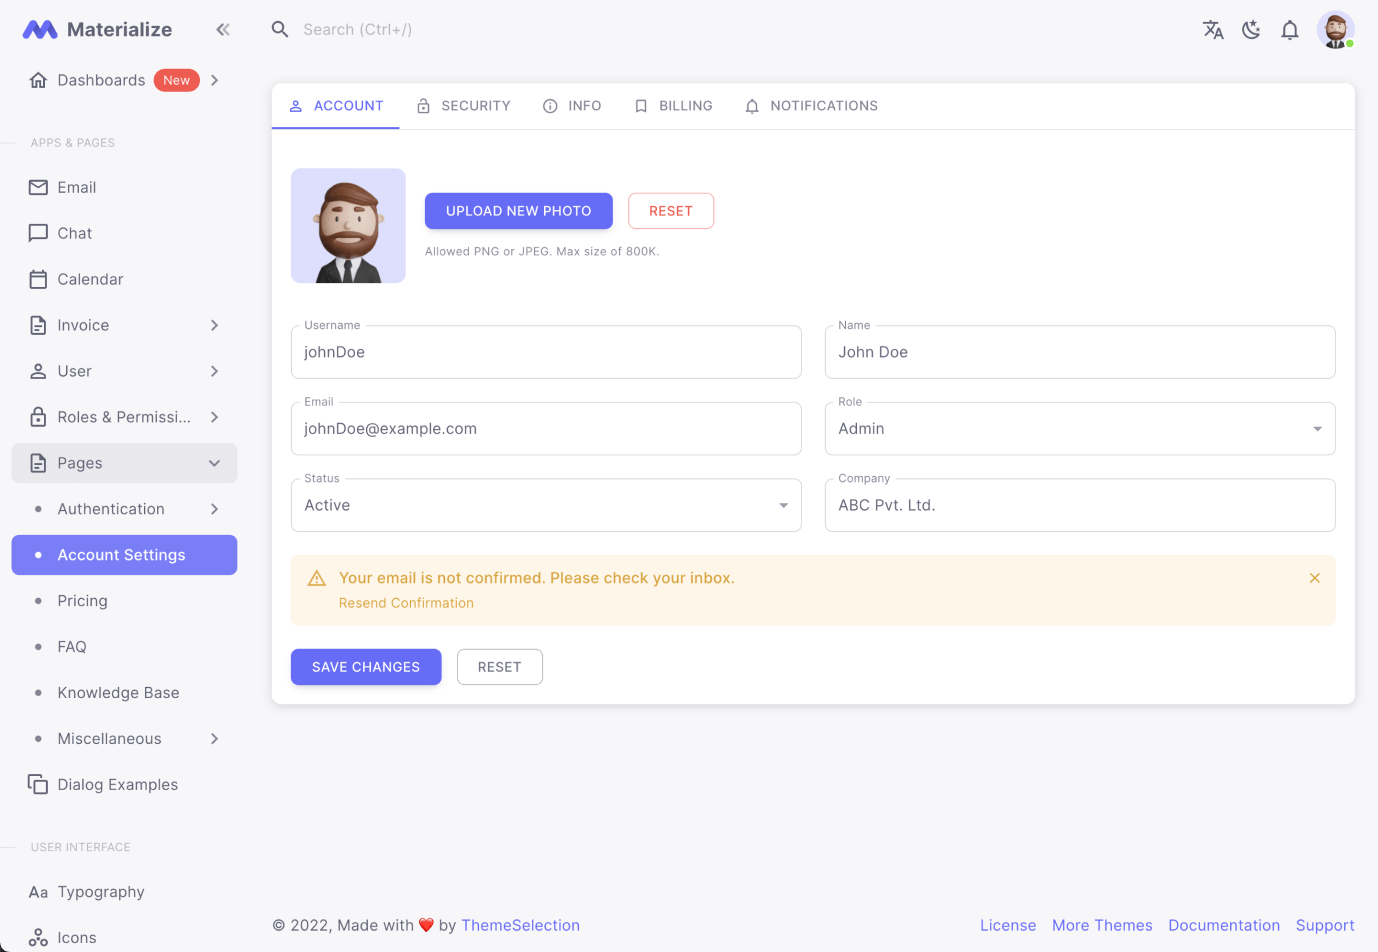 Materialize
Search (Ctrl+/)
Dashboards New
APPS & PAGES
Email
Chat
Calendar
Invoice
User
Roles & Permissi...
Pages
Authentication
Account Settings
Pricing
FAQ
Knowledge Base
Miscellaneous
Dialog Examples
USER INTERFACE
Aa Typography
Icons
ACCOUNT SECURITY INFO BILLING NOTIFICATIONS
UPLOAD NEW PHOTO RESET
Allowed PNG or JPEG. Max size of 800K.
Username
johnDoe
Name
John Doe
Email
johnDoe@example.com
Role
Admin
Status
Active
Company
ABC Pvt. Ltd.
Your email is not confirmed. Please check your inbox.
Resend Confirmation
SAVE CHANGES RESET
© 2022, Made with ❤️ by ThemeSelection
License More Themes Documentation Support